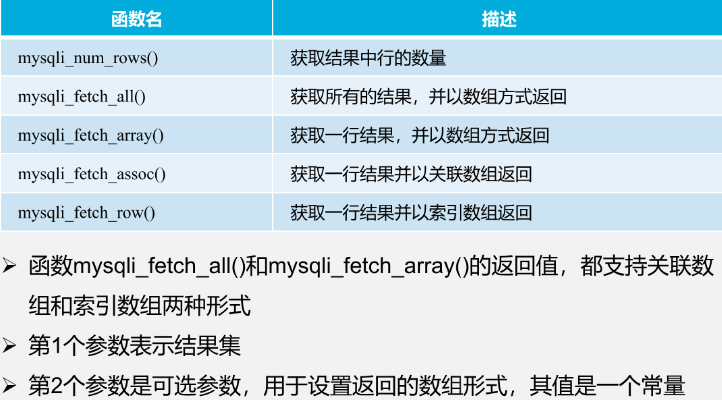 函数名 描述
mysqli_num_rows() 获取结果中行的数量
mysqli_fetch_all() 获取所有的结果，并以数组方式返回
mysqli_fetch_array() 获取一行结果，并以数组方式返回
mysqli_fetch_assoc() 获取一行结果并以关联数组返回
mysqli_fetch_row() 获取一行结果并以索引数组返回
➢ 函数mysqli_fetch_all()和mysqli_fetch_array()的返回值，都支持关联数
组和索引数组两种形式
➢ 第1个参数表示结果集
➢ 第2个参数是可选参数，用于设置返回的数组形式，其值是一个常量